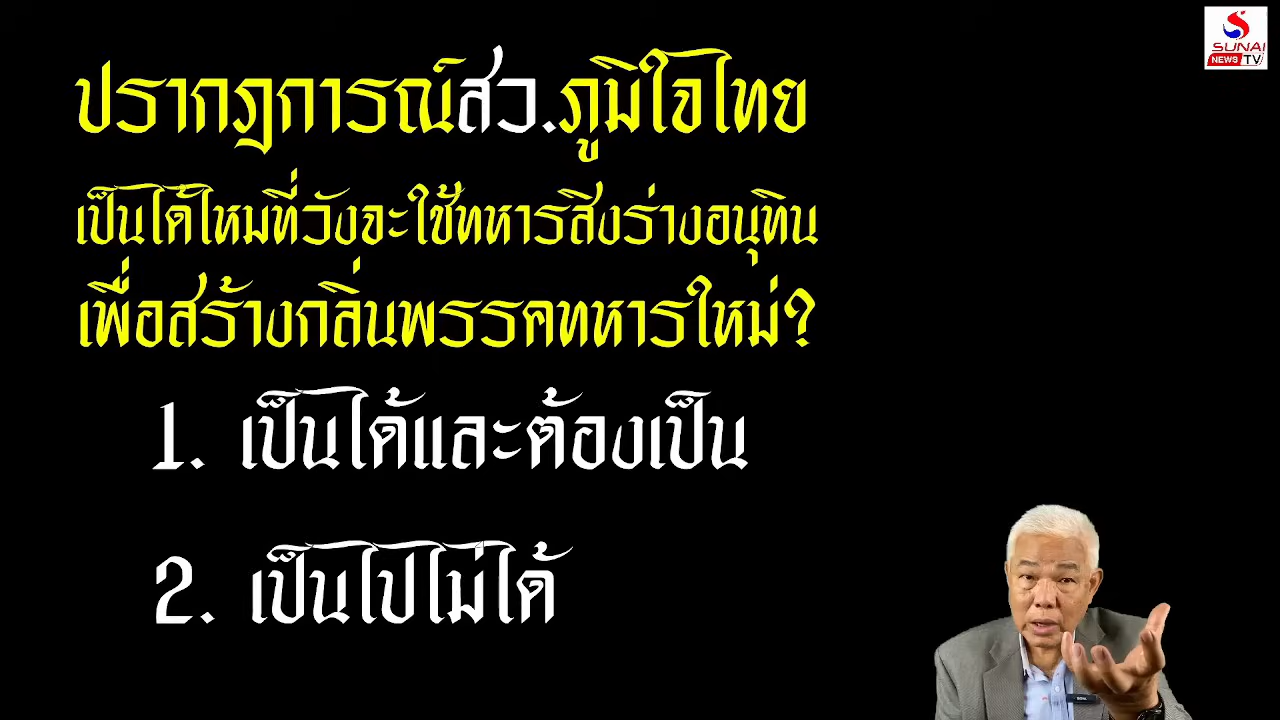 ปรากฏการณ์สว.ภูมิใจไทย
เป็นได้ไหมที่วังจะใช้ทหารสิงร่างอนุทิน
เพื่อสร้างกลิ่นพรรคทหารใหม่?
1. เป็นได้และต้องเป็น
2. เป็นไปไม่ได้
SUNAI
NEWS TV